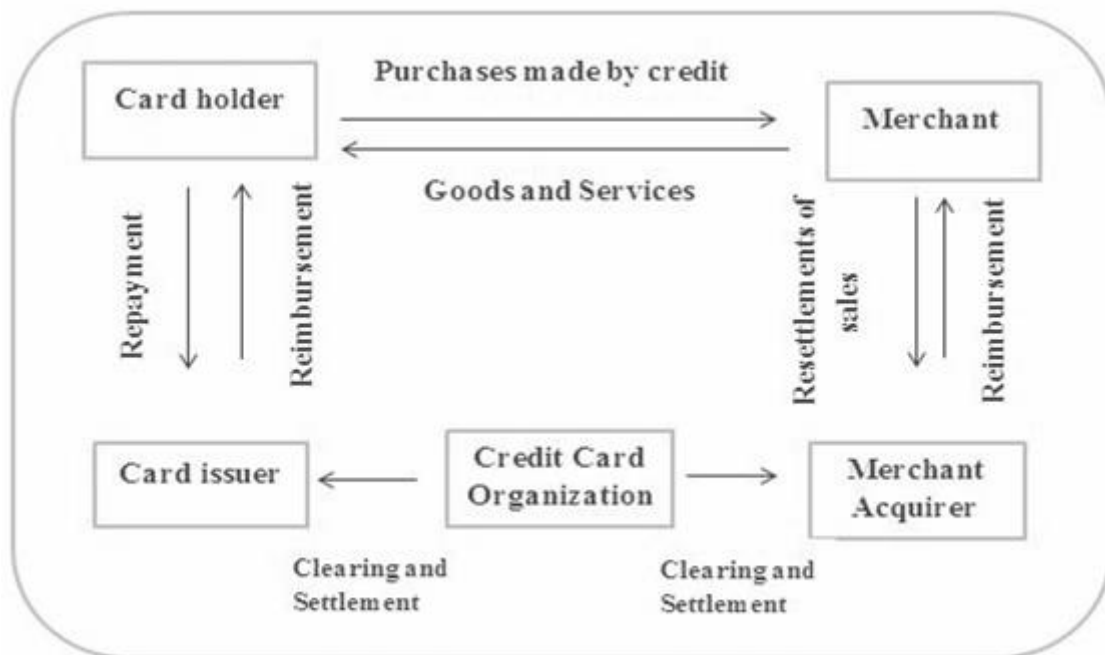 Purchases made by credit
Card holder
Merchant
Goods and Services
Repayment
Reimbursement
Resettlements of
sales
Reimbursement
Card issuer
Credit Card
Organization
Merchant
Acquirer
Clearing and
Settlement
Clearing and
Settlement